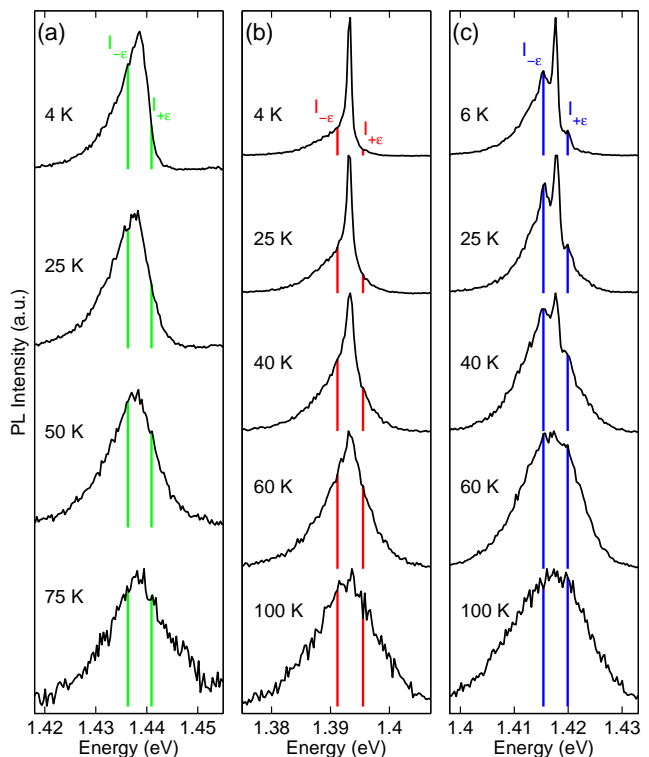 PL Intensity (a.u.)
(a)
I−ε
I+ε
4 K
25 K
50 K
75 K
1.42 1.43 1.44 1.45
Energy (eV)
(b)
I−ε
I+ε
4 K
25 K
40 K
60 K
100 K
1.38 1.39 1.4
Energy (eV)
(c)
I−ε
I+ε
6 K
25 K
40 K
60 K
100 K
1.4 1.41 1.42 1.43
Energy (eV)